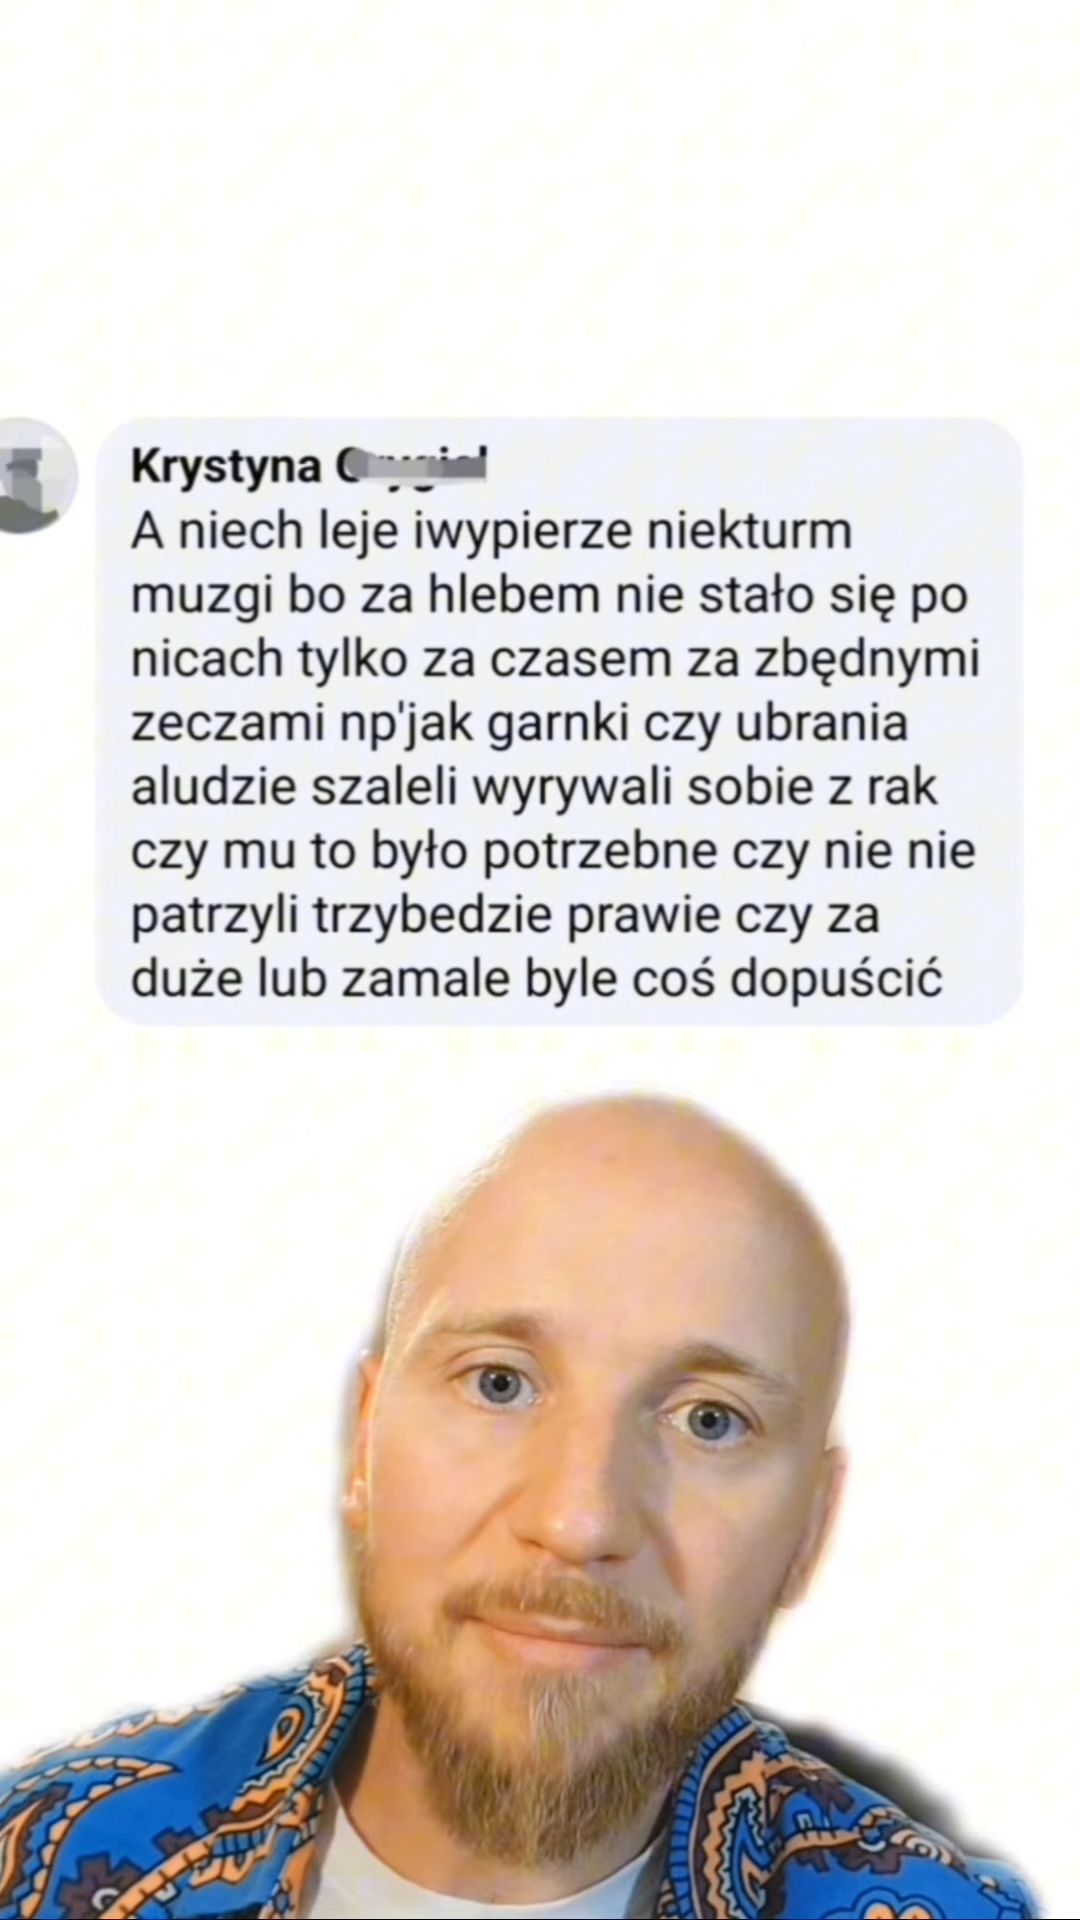 Krystyna
A niech leje iwypierze niekturm
muzgi bo za hlebem nie stało się po
nicach tylko za czasem za zbędnymi
zeczami np'jak garnki czy ubrania
aludzie szaleli wyrywali sobie z rak
czy mu to było potrzebne czy nie nie
patrzyli trzybedzie prawie czy za
duże lub zamale byle coś dopuścić